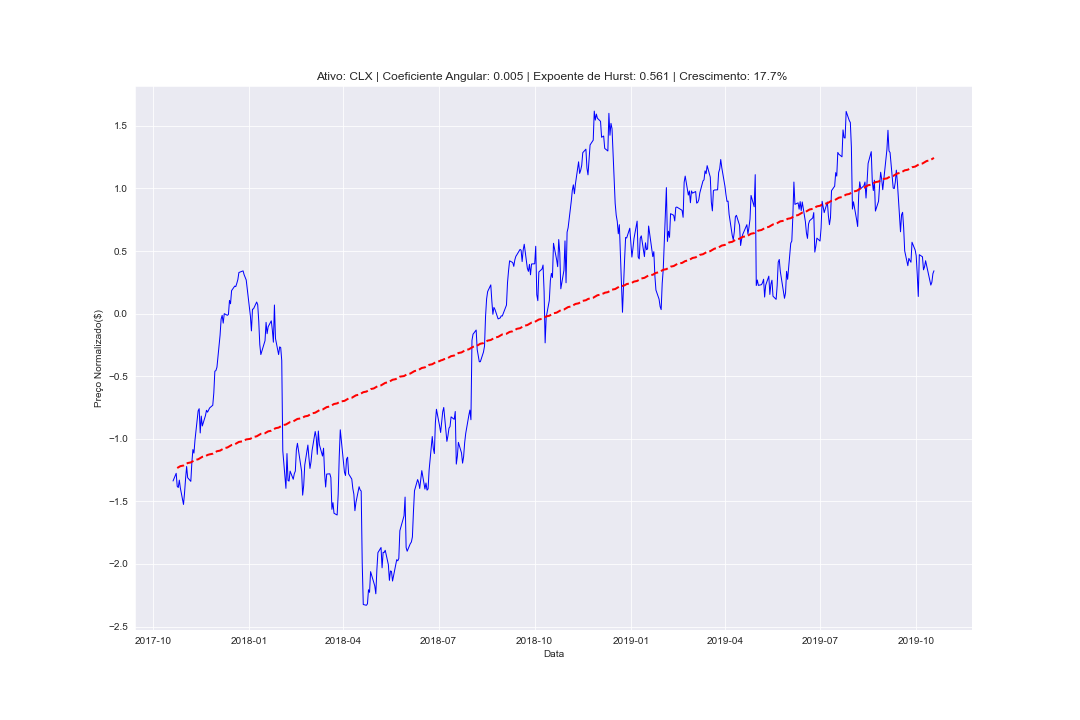 Ativo: CLX | Coeficiente Angular: 0.005 | Expoente de Hurst: 0.561 | Crescimento: 17.7%
1.5
1.0
0.5
0.0
−0.5
−1.0
−1.5
−2.0
−2.5
Preço Normalizado($)
2017-10 2018-01 2018-04 2018-07 2018-10 2019-01 2019-04 2019-07 2019-10
Data